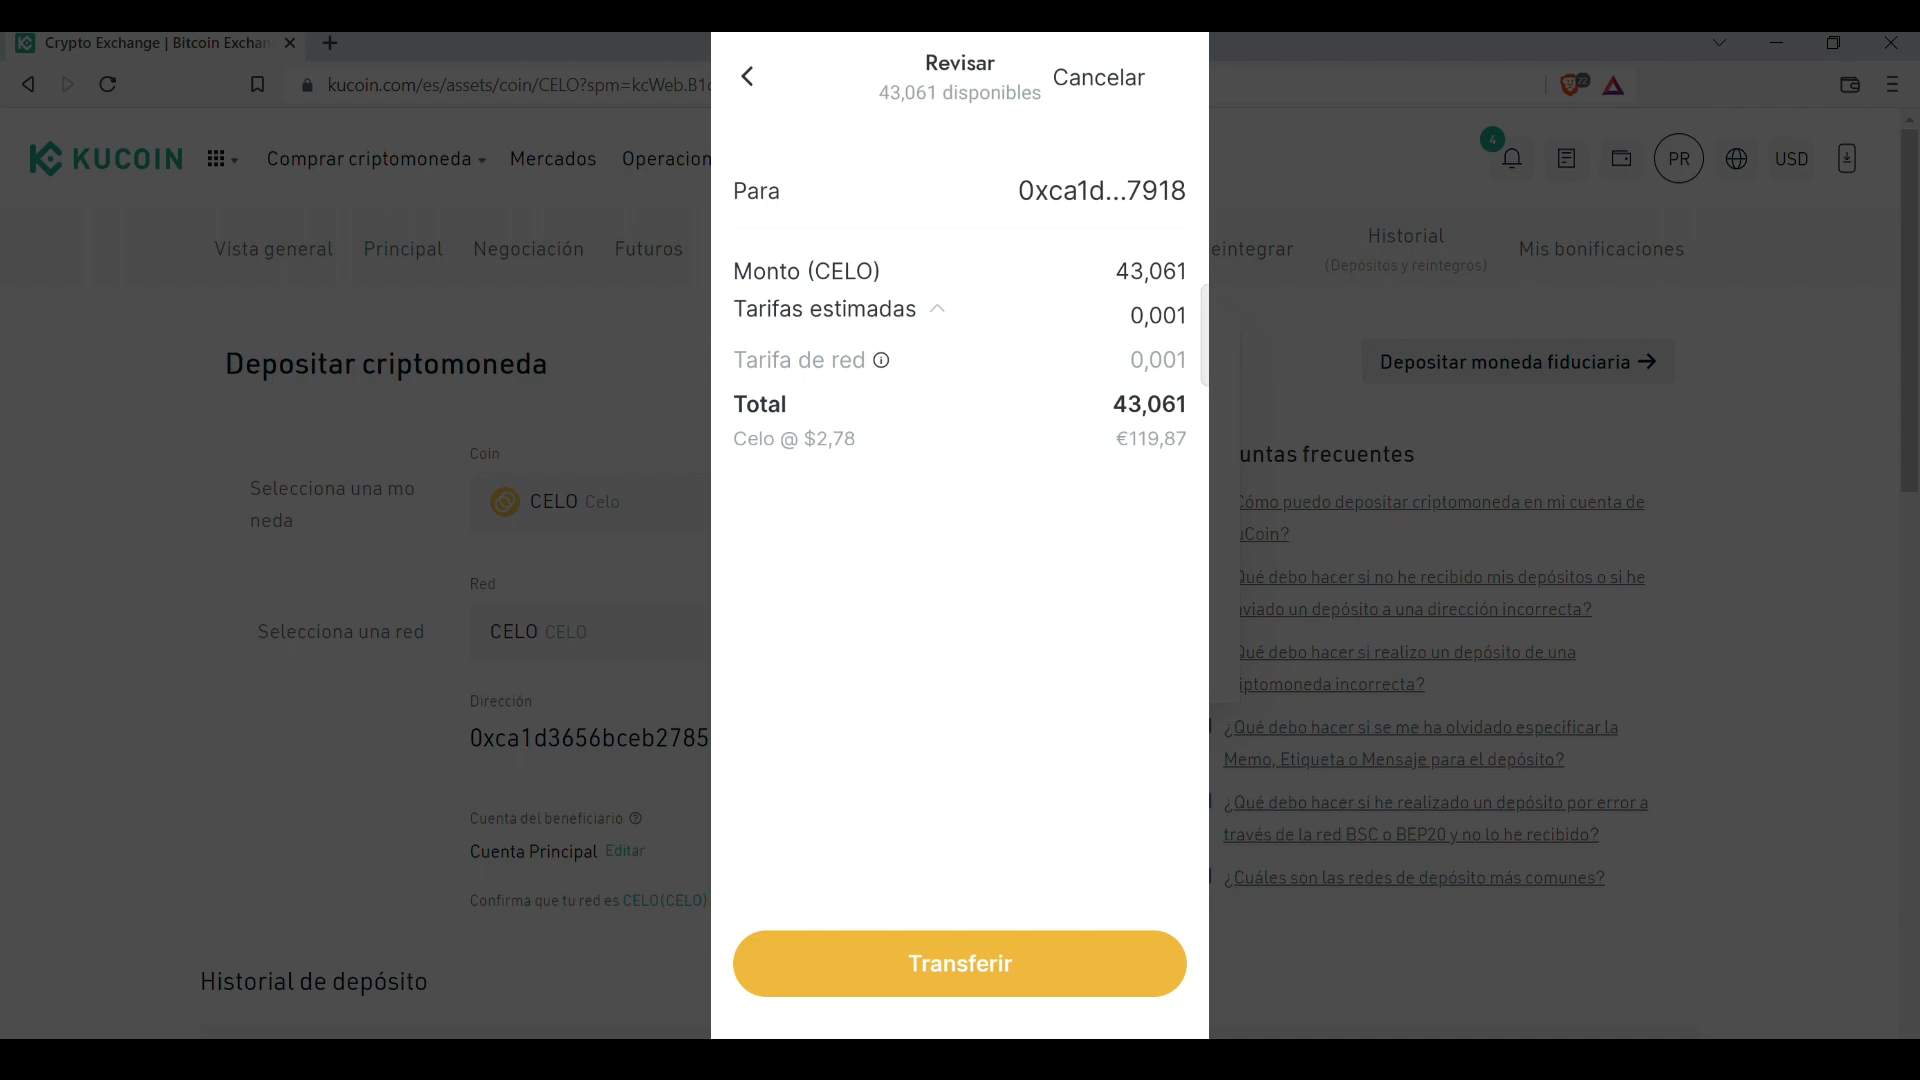 Crypto Exchange | Bitcoin Exchan
kucoin.com/es/assets/coin/CELO?spm=kcWeb.B1
22
KUCOIN
Comprar criptomoneda
Mercados
Operacion
4
PR
USD
Vista general
Principal
Negociación
Futuros
eintegrar
Historial
(Depósitos y reintegros)
Mis bonificaciones
Depositar criptomoneda
Depositar moneda fiduciaria →
Coin
Selecciona una mo
neda
CELO Celo
Red
Selecciona una red
CELO CELO
Dirección
0xca1d3656bceb2785
Cuenta del beneficiario
Cuenta Principal Editar
Confirma que tu red es CELO(CELO)
Historial de depósito
Revisar
43,061 disponibles
Cancelar
Para
0xca1d...7918
Monto (CELO)
43,061
Tarifas estimadas
0,001
Tarifa de red
0,001
Total
43,061
Celo @ $2,78
€119,87
Transferir
untas frecuentes
Cómo puedo depositar criptomoneda en mi cuenta de
uCoin?
Qué debo hacer si no he recibido mis depósitos o si he
nviado un depósito a una dirección incorrecta?
Qué debo hacer si realizo un depósito de una
iptomoneda incorrecta?
¿Qué debo hacer si se me ha olvidado especificar la
Memo, Etiqueta o Mensaje para el depósito?
¿Qué debo hacer si he realizado un depósito por error a
través de la red BSC o BEP20 y no lo he recibido?
¿Cuáles son las redes de depósito más comunes?